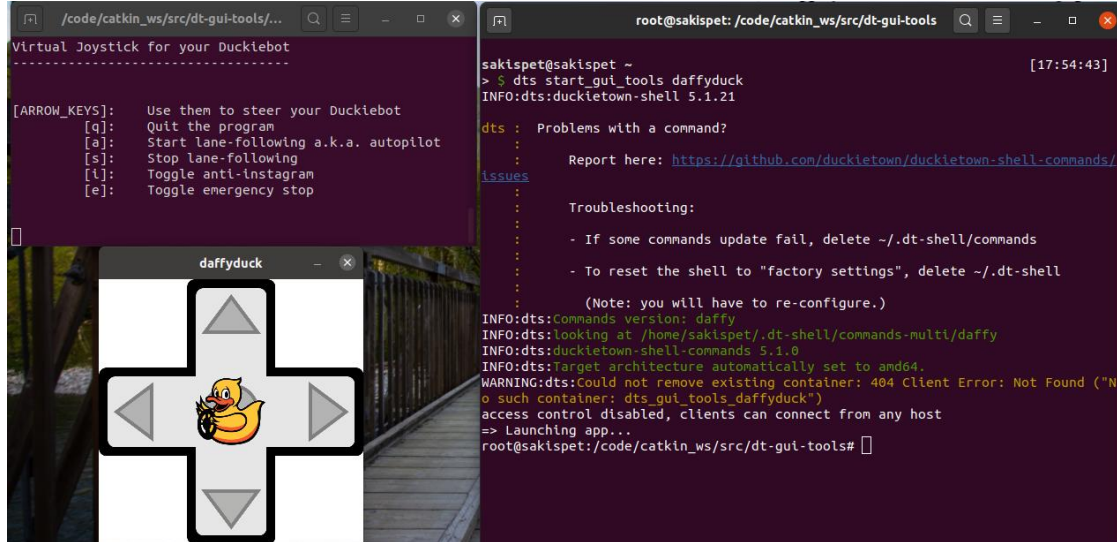 /code/catkin_ws/src/dt-gui-tools/...
Virtual Joystick for your Duckiebot
----------------------------------
[ARROW_KEYS]: Use them to steer your Duckiebot
[q]: Quit the program
[a]: Start lane-following a.k.a. autopilot
[s]: Stop lane-following
[i]: Toggle anti-instagram
[e]: Toggle emergency stop
daffyduck
root@sakispet: /code/catkin_ws/src/dt-gui-tools
sakispet@sakispet ~ [17:54:43]
> $ dts start_gui_tools daffyduck
INFO:dts:duckietown-shell 5.1.21
dts : Problems with a command?
:
: Report here: https://github.com/duckietown/duckietown-shell-commands/
issues
:
: Troubleshooting:
:
: - If some commands update fail, delete ~/.dt-shell/commands
:
: - To reset the shell to "factory settings", delete ~/.dt-shell
:
: (Note: you will have to re-configure.)
INFO:dts:Commands version: daffy
INFO:dts:looking at /home/sakispet/.dt-shell/commands-multi/daffy
INFO:dts:duckietown-shell-commands 5.1.0
INFO:dts:Target architecture automatically set to amd64.
WARNING:dts:Could not remove existing container: 404 Client Error: Not Found ("N
o such container: dts_gui_tools_daffyduck")
access control disabled, clients can connect from any host
=> Launching app...
root@sakispet:/code/catkin_ws/src/dt-gui-tools#